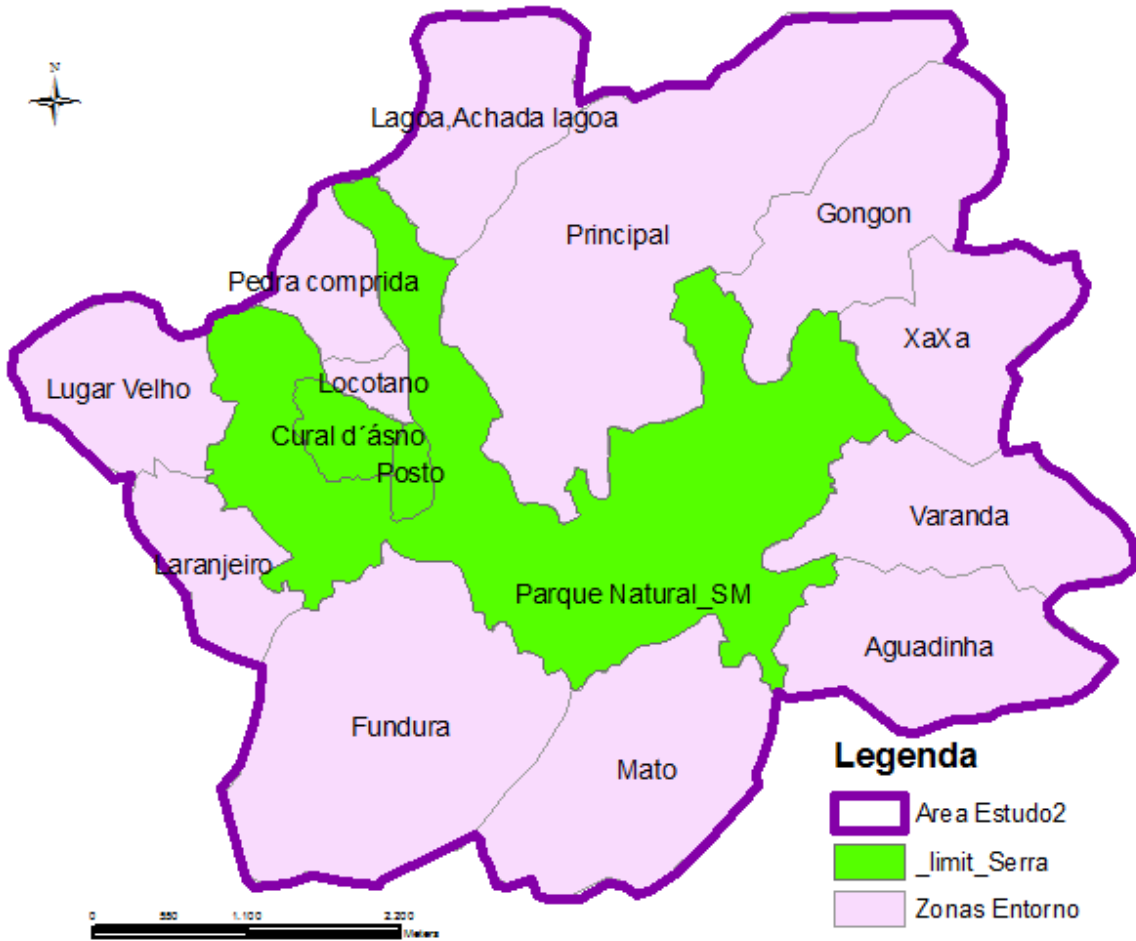 N
Lagoa,Achada lagoa
Gongon
Principal
Pedra comprida
XaXa
Lugar Velho
Locotano
Cural d´ásno
Posto
Varanda
Laranjeiro
Parque Natural_SM
Aguadinha
Fundura
Mato
Legenda
Area Estudo2
_limit_Serra
Zonas Entorno
0 550 1.100 2.200
Meters